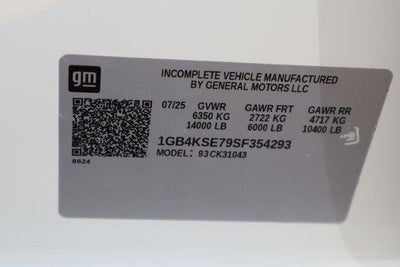 gm
INCOMPLETE VEHICLE MANUFACTURED
BY GENERAL MOTORS LLC
07/25 GVWR GAWR FRT GAWR RR
6350 KG 2722 KG 4717 KG
14000 LB 6000 LB 10400 LB
1GB4KSE79SF354293
MODEL: 93CK31043
8624